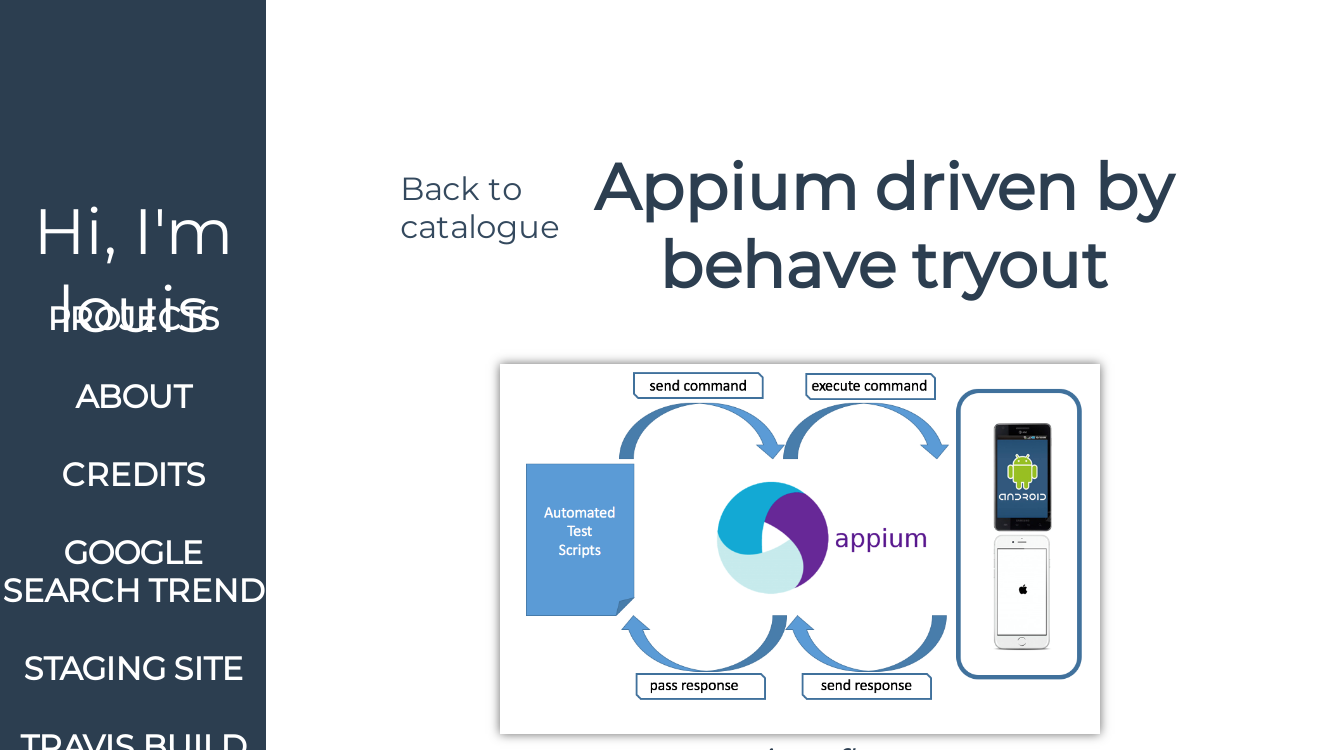 Hi, I'm
louis
PROJECTS
ABOUT
CREDITS
GOOGLE
SEARCH TREND
STAGING SITE
TRAVIS BUILD
Back to
catalogue
Appium driven by
behave tryout
send command
execute command
Automated
Test
Scripts
appium
ANDROID
pass response
send response